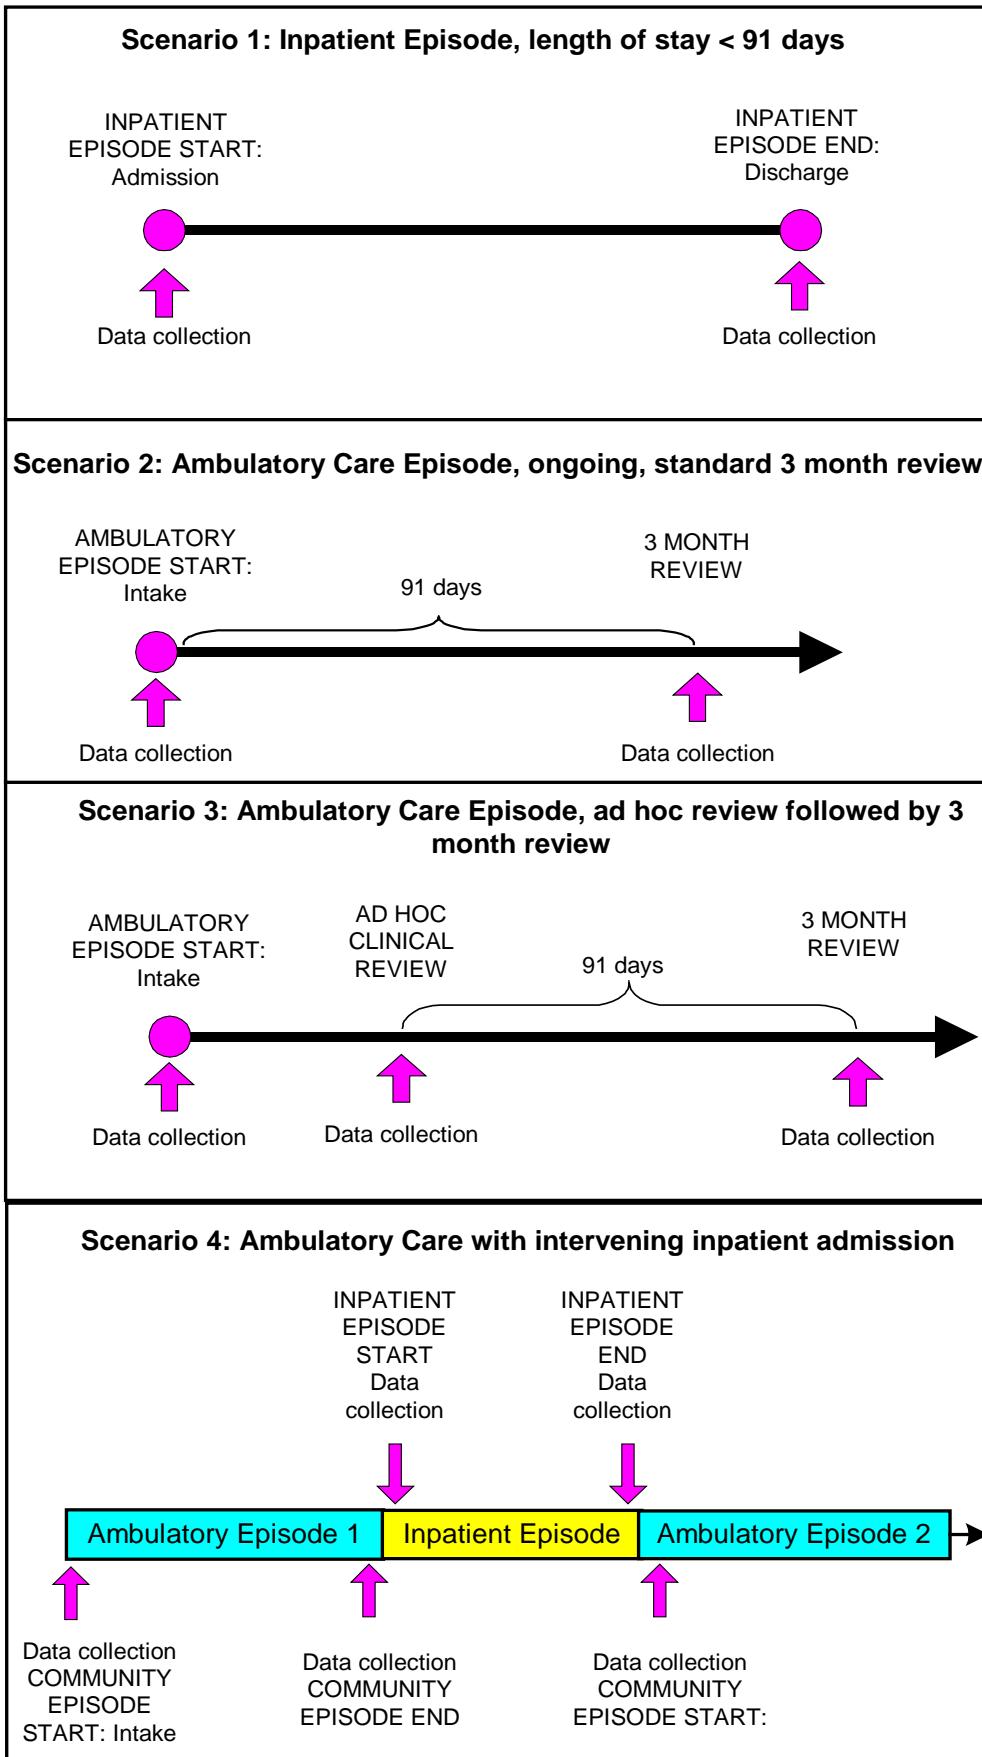 Scenario 1: Inpatient Episode, length of stay < 91 days
INPATIENT
EPISODE START:
Admission
INPATIENT
EPISODE END:
Discharge
Data collection
Data collection
Scenario 2: Ambulatory Care Episode, ongoing, standard 3 month review
AMBULATORY
EPISODE START:
Intake
91 days
3 MONTH
REVIEW
Data collection
Data collection
Scenario 3: Ambulatory Care Episode, ad hoc review followed by 3
month review
AMBULATORY
EPISODE START:
Intake
AD HOC
CLINICAL
REVIEW
91 days
3 MONTH
REVIEW
Data collection
Data collection
Data collection
Scenario 4: Ambulatory Care with intervening inpatient admission
INPATIENT
EPISODE
START
Data
collection
INPATIENT
EPISODE
END
Data
collection
Ambulatory Episode 1
Inpatient Episode
Ambulatory Episode 2
Data collection
COMMUNITY
EPISODE
START: Intake
Data collection
COMMUNITY
EPISODE END
Data collection
COMMUNITY
EPISODE START: